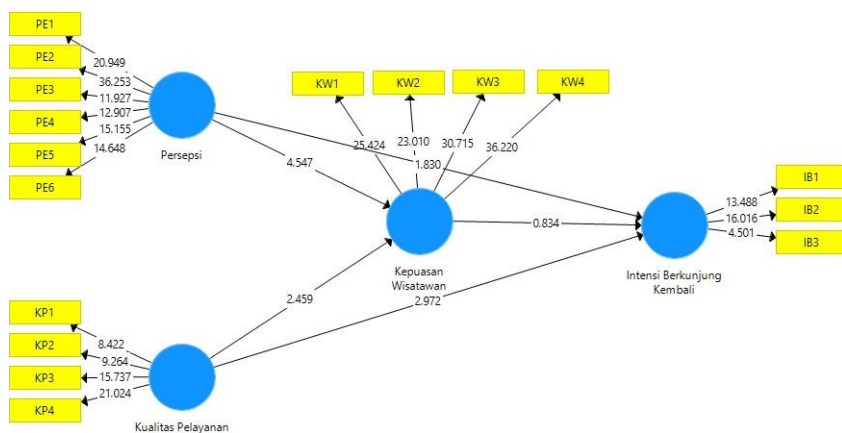 PE1
PE2
PE3
PE4
PE5
PE6
20.949
36.253
11.927
12.907
15.155
14.648
Persepsi
KW1
KW2
KW3
KW4
25.424
23.010
30.715
36.220
4.547
1.830
0.834
2.459
2.972
Kepuasan
Wisatawan
IB1
IB2
IB3
13.488
16.016
4.501
Intensi Berkunjung
Kembali
KP1
KP2
KP3
KP4
8.422
9.264
15.737
21.024
Kualitas Pelayanan